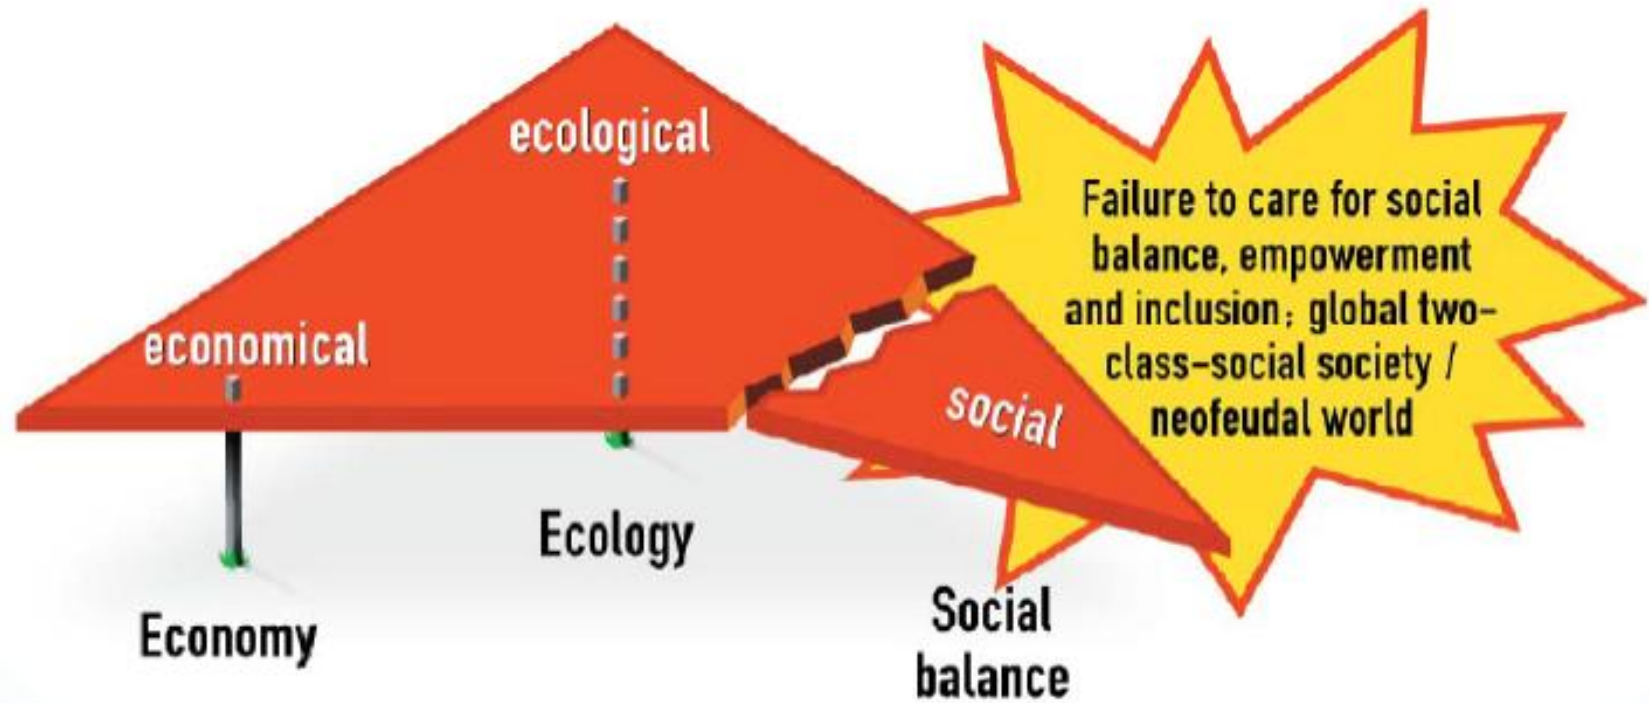 ecological
economical
social
Failure to care for social
balance, empowerment
and inclusion; global two-
class-social society /
neofeudal world
Ecology
Economy
Social
balance